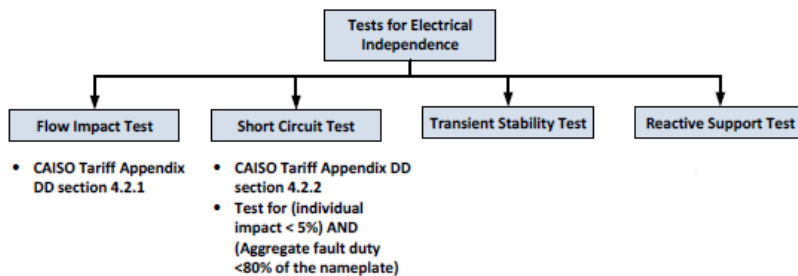 Tests for Electrical
Independence
Flow Impact Test
Short Circuit Test
Transient Stability Test
Reactive Support Test
• CAISO Tariff Appendix
DD section 4.2.1
• CAISO Tariff Appendix DD
section 4.2.2
• Test for (individual
impact < 5%) AND
(Aggregate fault duty
<80% of the nameplate)